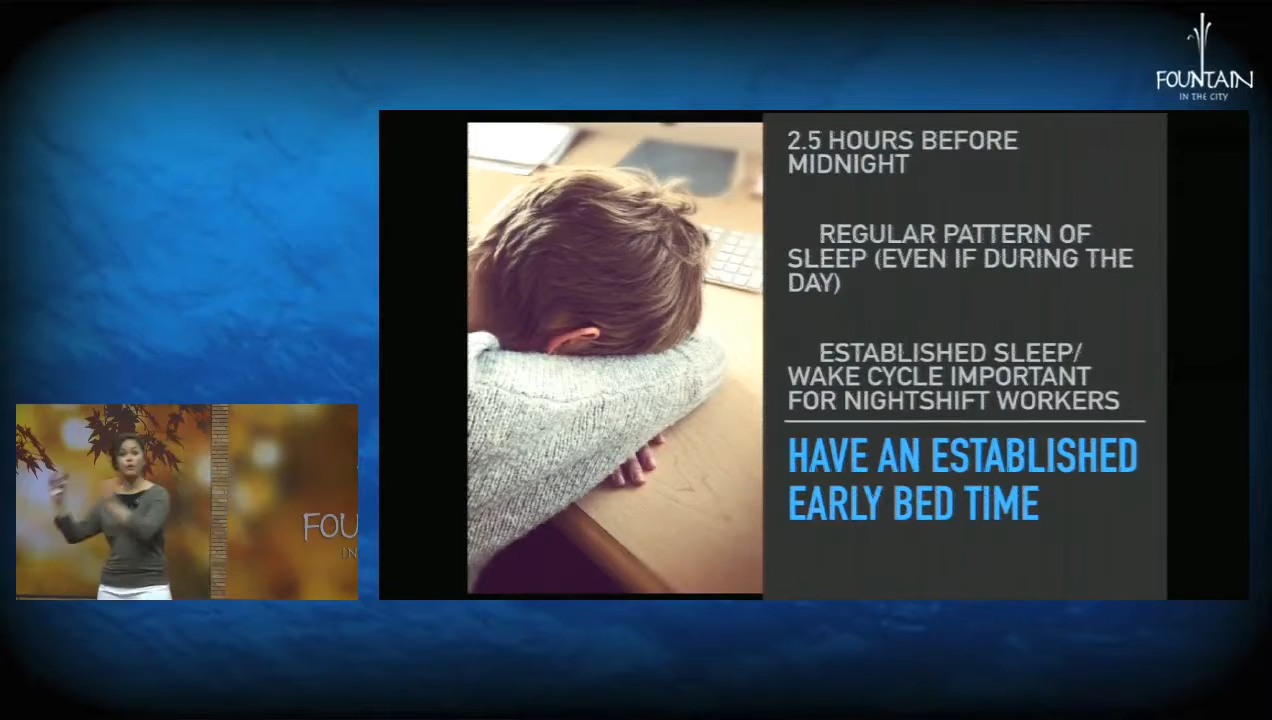 FOUNTAIN
IN THE CITY
2.5 HOURS BEFORE
MIDNIGHT
REGULAR PATTERN OF
SLEEP (EVEN IF DURING THE
DAY)
ESTABLISHED SLEEP/
WAKE CYCLE IMPORTANT
FOR NIGHTSHIFT WORKERS
HAVE AN ESTABLISHED
EARLY BED TIME
FOU
IN